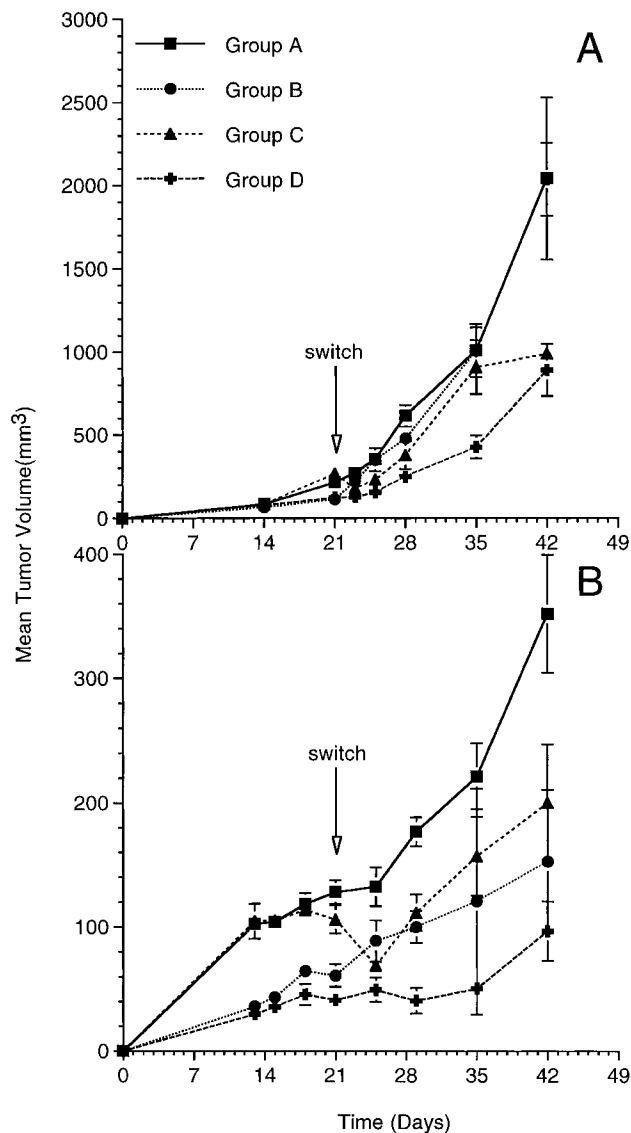 3000
2500
2000
1500
1000
500
0
Group A
Group B
Group C
Group D
A
switch
0 7 14 21 28 35 42 49
Mean Tumor Volume(mm3)
400
300
200
100
0
B
switch
0 7 14 21 28 35 42 49
Time (Days)